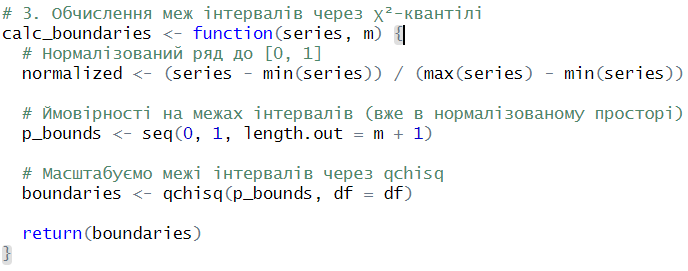 # 3. Обчислення меж інтервалів через χ²-квантілі
calc_boundaries <- function(series, m) {
# Нормалізований ряд до [0, 1]
normalized <- (series - min(series)) / (max(series) - min(series))
# Ймовірності на межах інтервалів (вже в нормалізованому просторі)
p_bounds <- seq(0, 1, length.out = m + 1)
# Масштабуємо межі інтервалів через qchisq
boundaries <- qchisq(p_bounds, df = df)
return(boundaries)
}